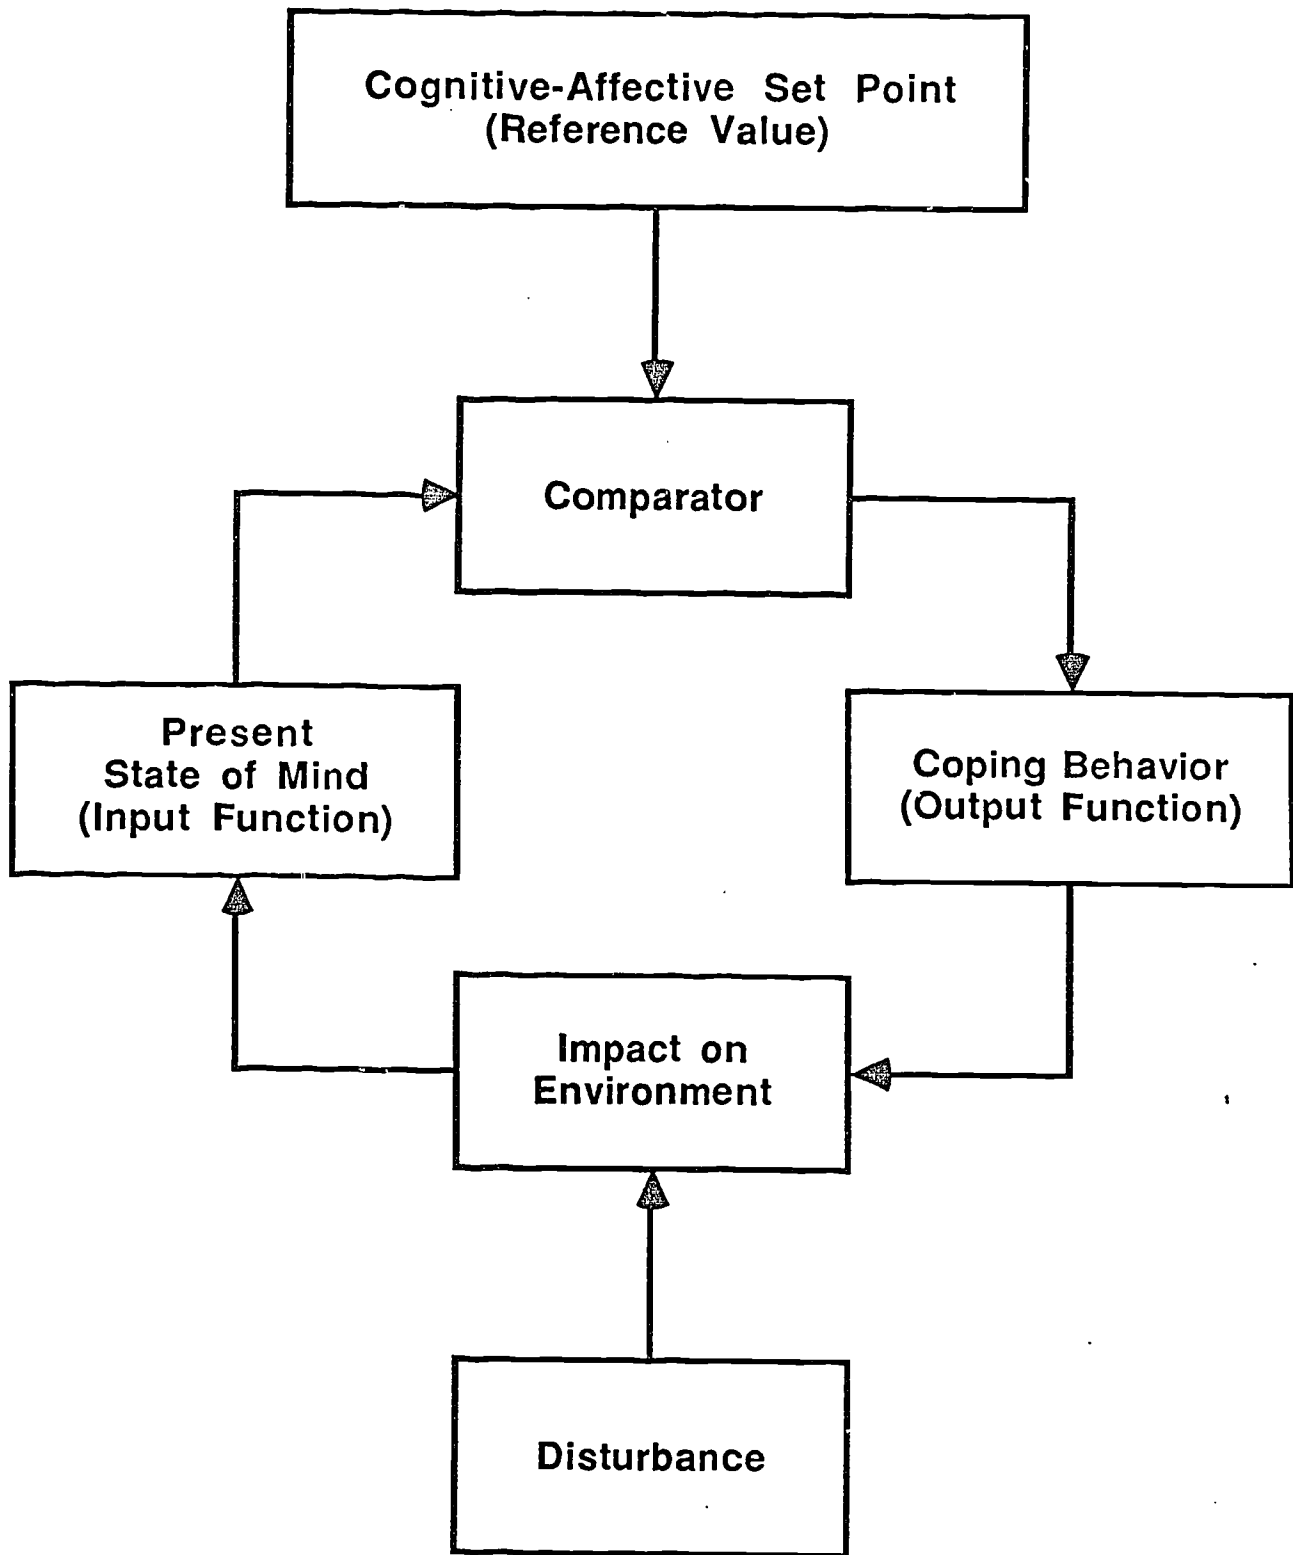 Cognitive-Affective Set Point
(Reference Value)
Comparator
Present
State of Mind
(Input Function)
Coping Behavior
(Output Function)
Impact on
Environment
Disturbance